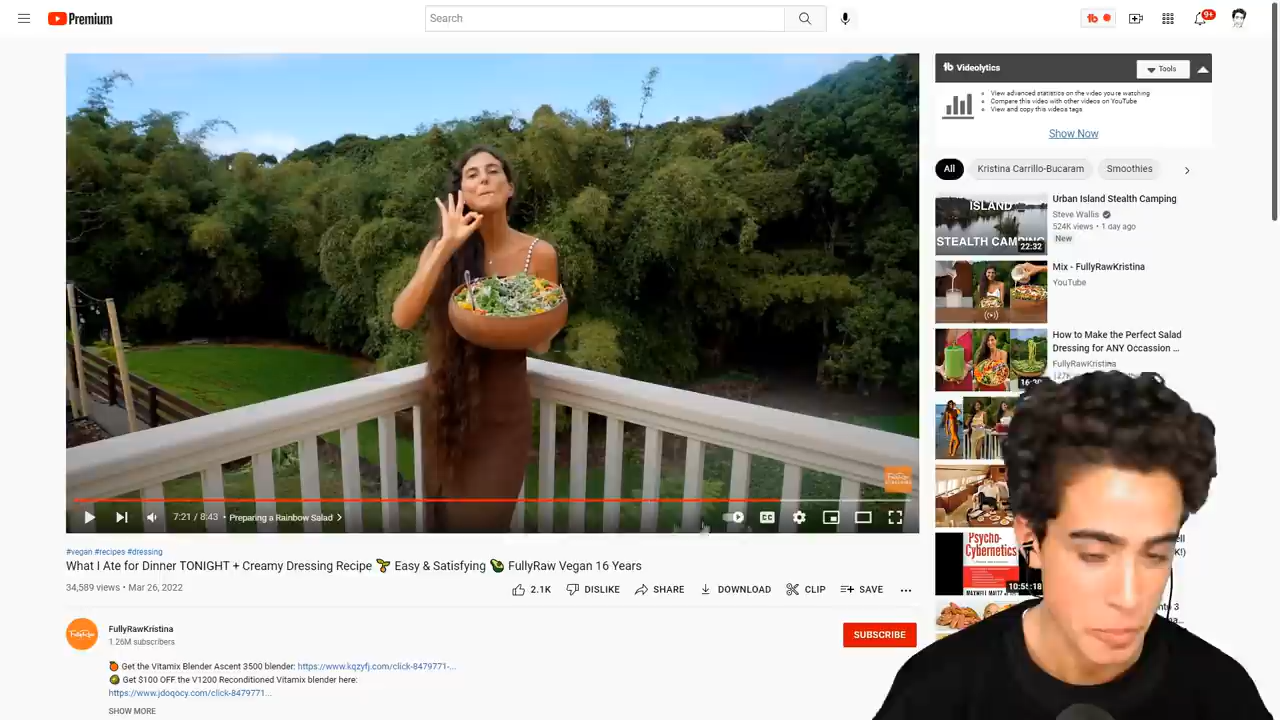 Premium
Search
9+
7:21 / 8:43 • Preparing a Rainbow Salad
#vegan #recipes #dressing
What I Ate for Dinner TONIGHT + Creamy Dressing Recipe 🌱 Easy & Satisfying 🥑 FullyRaw Vegan 16 Years
34,589 views • Mar 26, 2022
2.1K
DISLIKE
SHARE
DOWNLOAD
CLIP
SAVE
FullyRawKristina
1.26M subscribers
SUBSCRIBE
Get the Vitamix Blender Ascent 3500 blender: https://www.kqzyfj.com/click-8479771-...
Get $100 OFF the V1200 Reconditioned Vitamix blender here:
https://www.jdoqocy.com/click-8479771...
SHOW MORE
tb Videolytics
Tools
View advanced statistics on the video you're watching
Compare this video with other videos on YouTube
View and copy this videos tags
Show Now
All
Kristina Carrillo-Bucaram
Smoothies
ISLAND
STEALTH CAMPING
22:32
Urban Island Stealth Camping
Steve Wallis
524K views • 1 day ago
New
Mix - FullyRawKristina
YouTube
How to Make the Perfect Salad
Dressing for ANY Occassion ...
FullyRawKristina
Psycho-
Cybernetics
10:55:18